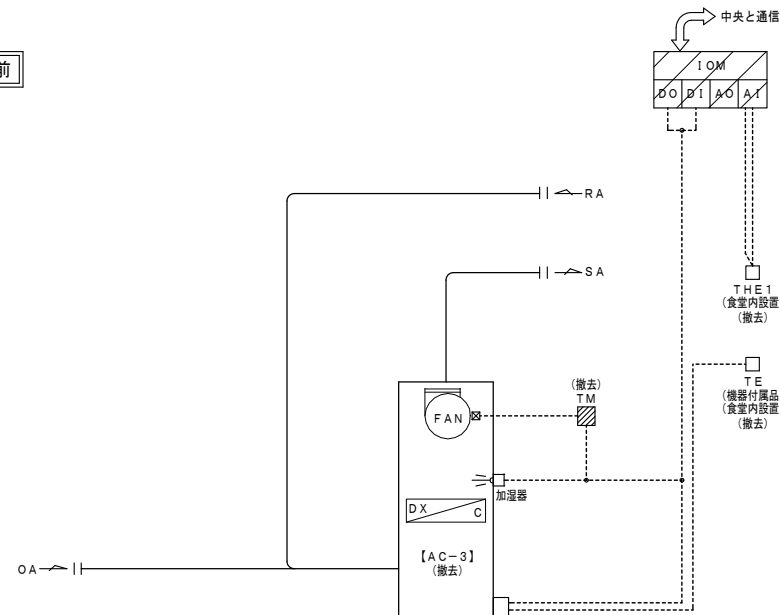 中央と通信
前
IOM
DO DI AO AI
RA
SA
THE1
(食堂内設置
(撤去)
(撤去)
TM
TE
(機器付属品
(食堂内設置
(撤去)
FAN
加湿器
DX
C
【AC-3】
(撤去)
OA